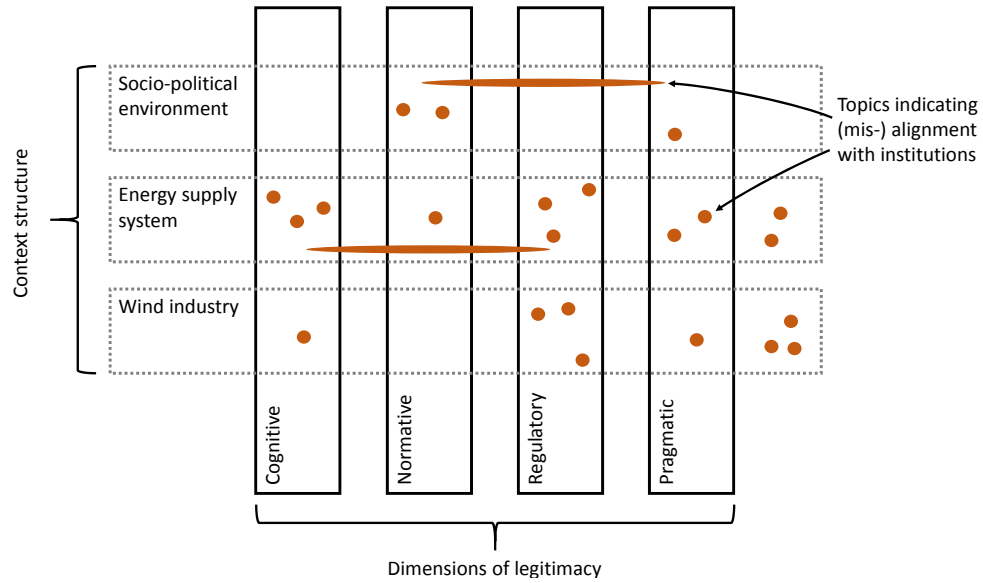 Socio-political
environment
Topics indicating
(mis-) alignment
with institutions
Energy supply
system
Context structure
Wind industry
Cognitive
Normative
Regulatory
Pragmatic
Dimensions of legitimacy